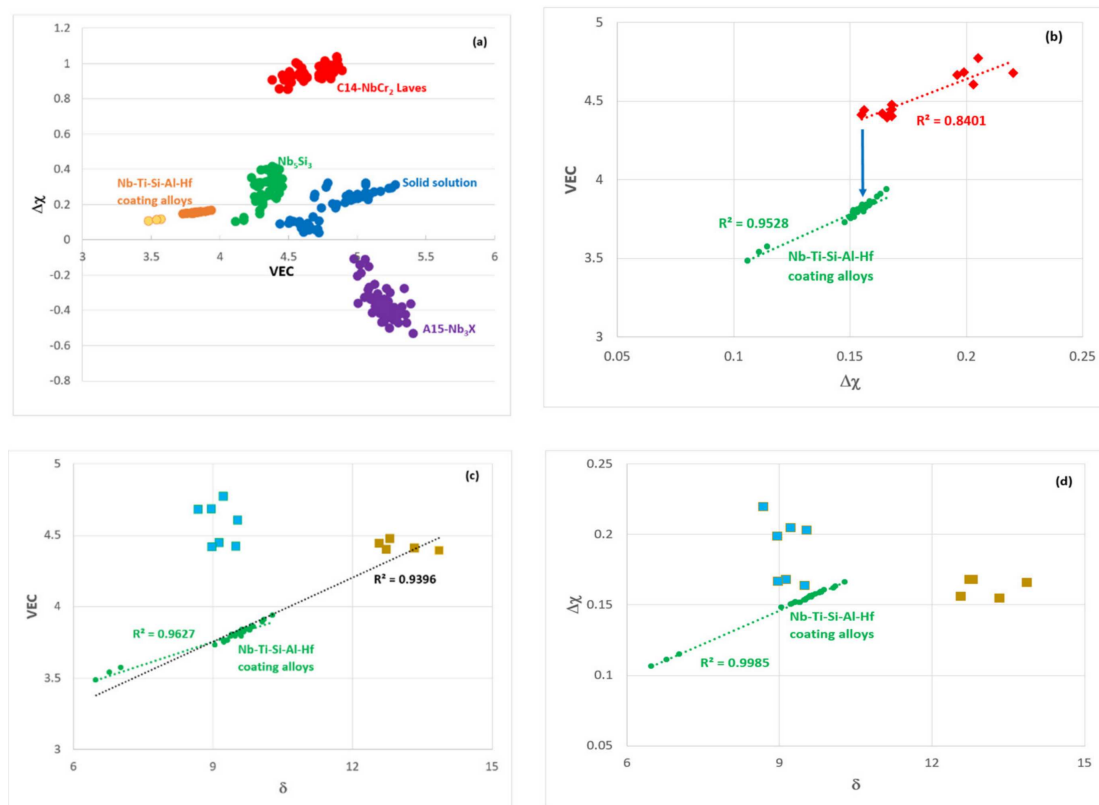 (a)
1.2
1
0.8
0.6
0.4
0.2
0
-0.2
-0.4
-0.6
-0.8
Δχ
C14-NbCr₂ Laves
Nb₅Si₃
Nb-Ti-Si-Al-Hf
coating alloys
Solid solution
A15-Nb₃X
3
3.5
4
4.5
5
5.5
6
VEC
(b)
5
4.5
4
3.5
3
VEC
R² = 0.8401
R² = 0.9528
Nb-Ti-Si-Al-Hf
coating alloys
0.05
0.1
0.15
0.2
0.25
Δχ
(c)
5
4.5
4
3.5
3
VEC
R² = 0.9396
R² = 0.9627
Nb-Ti-Si-Al-Hf
coating alloys
6
9
12
15
δ
(d)
0.25
0.2
0.15
0.1
0.05
Δχ
Nb-Ti-Si-Al-Hf
coating alloys
R² = 0.9985
6
9
12
15
δ